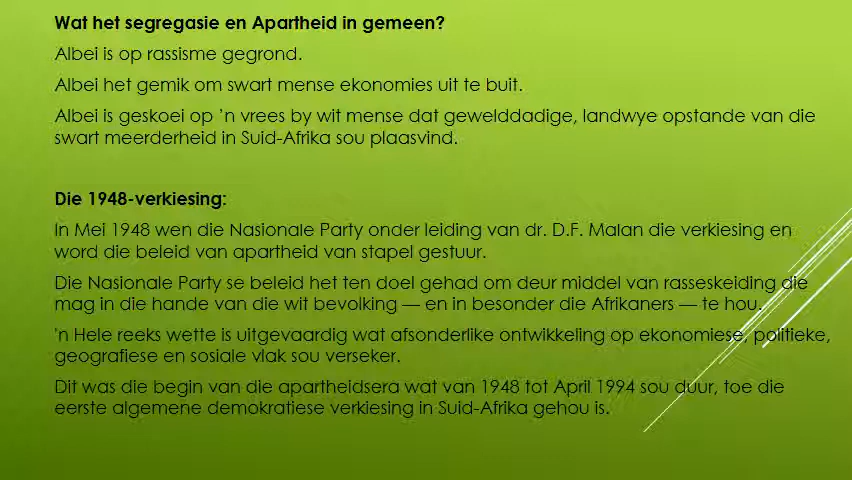 Wat het segregasie en Apartheid in gemeen?
Albei is op rassisme gegrond.
Albei het gemik om swart mense ekonomies uit te buit.
Albei is geskoei op 'n vrees by wit mense dat gewelddadige, landwye opstande van die
swart meerderheid in Suid-Afrika sou plaasvind.
Die 1948-verkiesing:
In Mei 1948 wen die Nasionale Party onder leiding van dr. D.F. Malan die verkiesing en
word die beleid van apartheid van stapel gestuur.
Die Nasionale Party se beleid het ten doel gehad om deur middel van rasseskeiding die
mag in die hande van die wit bevolking — en in besonder die Afrikaners — te hou.
'n Hele reeks wette is uitgevaardig wat afsonderlike ontwikkeling op ekonomiese, politieke,
geografiese en sosiale vlak sou verseker.
Dit was die begin van die apartheidsera wat van 1948 tot April 1994 sou duur, toe die
eerste algemene demokratiese verkiesing in Suid-Afrika gehou is.